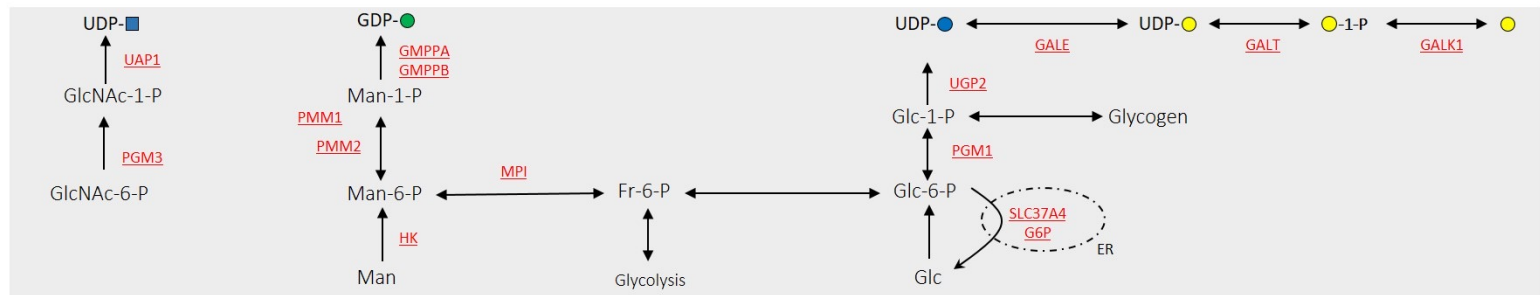 UDP-
GDP-
UDP-
UDP-
-1-P
GALE
GALT
GALK1
UAP1
GMPPA
GMPPB
UGP2
GlcNAc-1-P
Man-1-P
Glc-1-P
Glycogen
PMM1
PMM2
PGM3
PGM1
MPI
GlcNAc-6-P
Man-6-P
Fr-6-P
Glc-6-P
SLC37A4
G6P
ER
HK
Man
Glycolysis
Glc